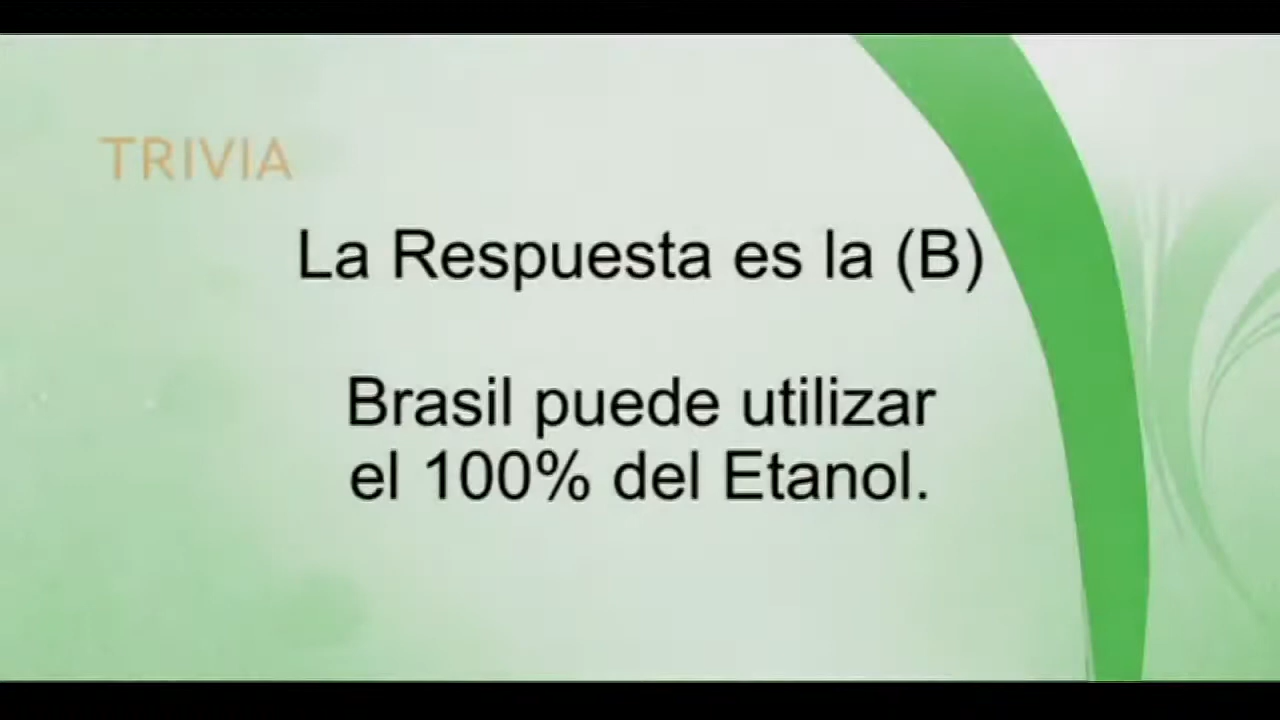 TRIVIA
La Respuesta es la (B)
Brasil puede utilizar
el 100% del Etanol.